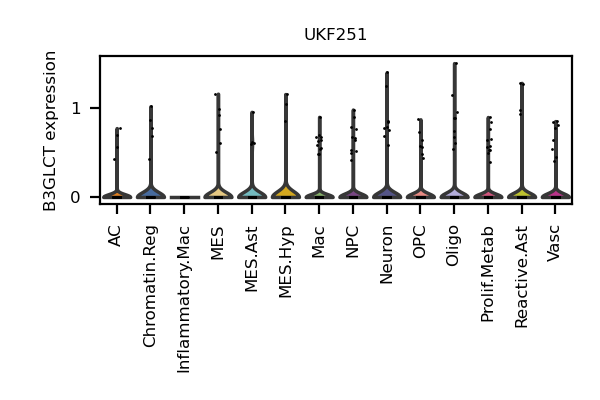 UKF251
B3GLCT expression
1
0
AC
Chromatin.Reg
Inflammatory.Mac
MES
MES.Ast
MES.Hyp
Mac
NPC
Neuron
OPC
Oligo
Prolif.Metab
Reactive.Ast
Vasc